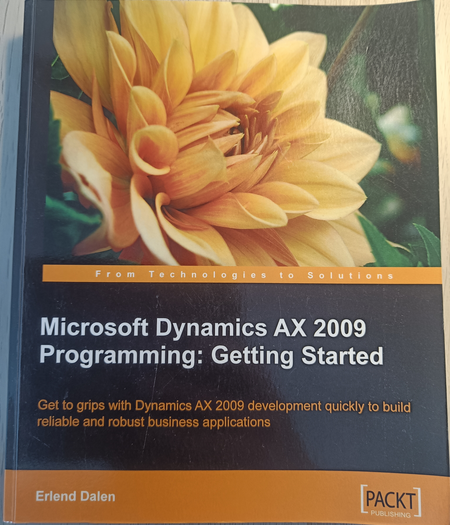 From Technologies to Solutions
Microsoft Dynamics AX 2009
Programming: Getting Started
Get to grips with Dynamics AX 2009 development quickly to build
reliable and robust business applications
Erlend Dalen
[PACKT]
PUBLISHING